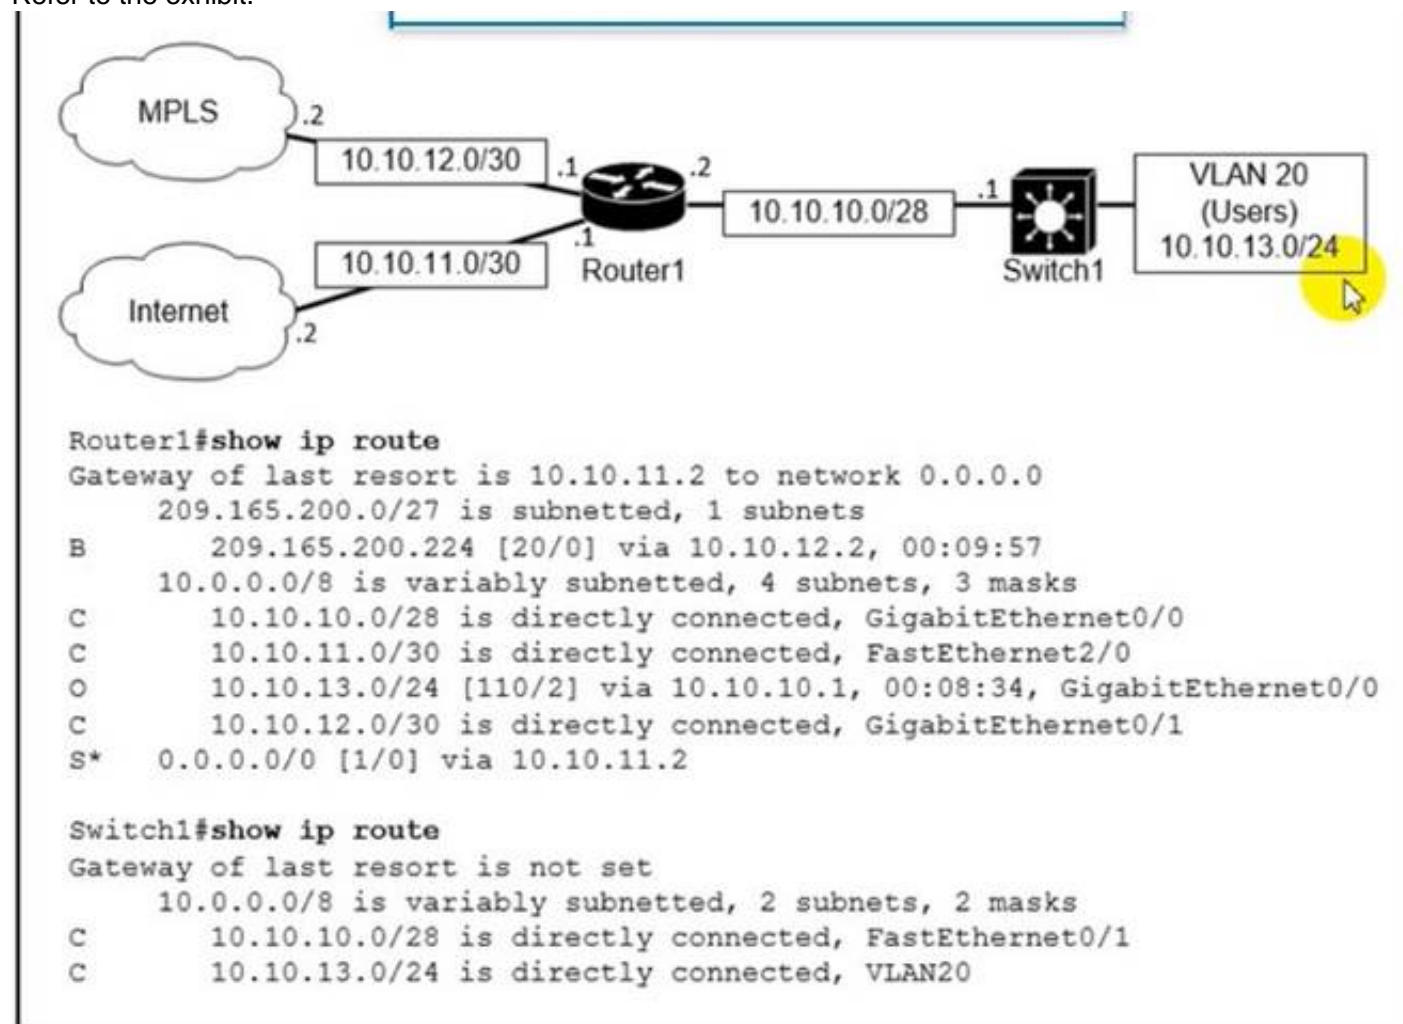 Refer to the exhibit.
MPLS
.2
10.10.12.0/30
.1
.2
10.10.10.0/28
.1
VLAN 20
(Users)
10.10.13.0/24
.1
10.10.11.0/30
Router1
Switch1
Internet
.2
Router1#show ip route
Gateway of last resort is 10.10.11.2 to network 0.0.0.0
209.165.200.0/27 is subnetted, 1 subnets
B 209.165.200.224 [20/0] via 10.10.12.2, 00:09:57
10.0.0.0/8 is variably subnetted, 4 subnets, 3 masks
C 10.10.10.0/28 is directly connected, GigabitEthernet0/0
C 10.10.11.0/30 is directly connected, FastEthernet2/0
O 10.10.13.0/24 [110/2] via 10.10.10.1, 00:08:34, GigabitEthernet0/0
C 10.10.12.0/30 is directly connected, GigabitEthernet0/1
S* 0.0.0.0/0 [1/0] via 10.10.11.2
Switch1#show ip route
Gateway of last resort is not set
10.0.0.0/8 is variably subnetted, 2 subnets, 2 masks
C 10.10.10.0/28 is directly connected, FastEthernet0/1
C 10.10.13.0/24 is directly connected, VLAN20